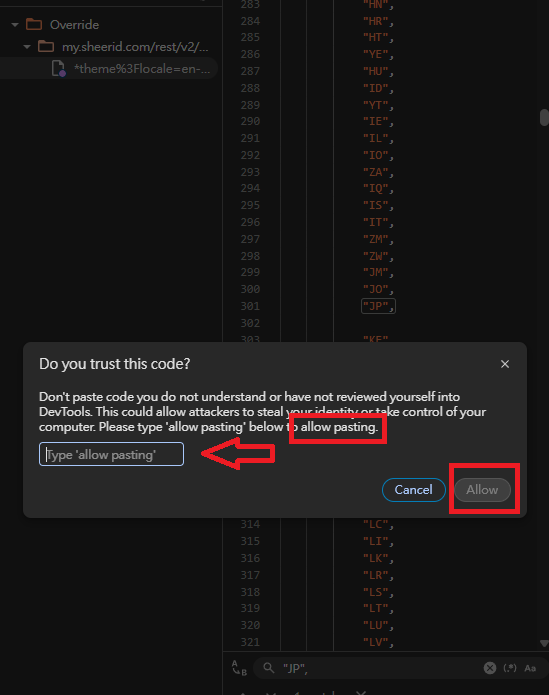 Override
my.sheerid.com/rest/v2/...
*theme%3Flocale=en-...
283 "HN",
284 "HR",
285 "HT",
286 "YE",
287 "HU",
288 "ID",
289 "YT",
290 "IE",
291 "IL",
292 "IO",
293 "ZA",
294 "IQ",
295 "IS",
296 "IT",
297 "ZM",
298 "ZW",
299 "JM",
300 "JO",
301 "JP",
302
303 "KE",
Do you trust this code?
Don't paste code you do not understand or have not reviewed yourself into
DevTools. This could allow attackers to steal your identity or take control of your
computer. Please type 'allow pasting' below to allow pasting.
Type 'allow pasting'
Cancel
Allow
314 "LC",
315 "LI",
316 "LK",
317 "LR",
318 "LS",
319 "LT",
320 "LU",
321 "LV",
A
B
"JP",
(.*)
Aa